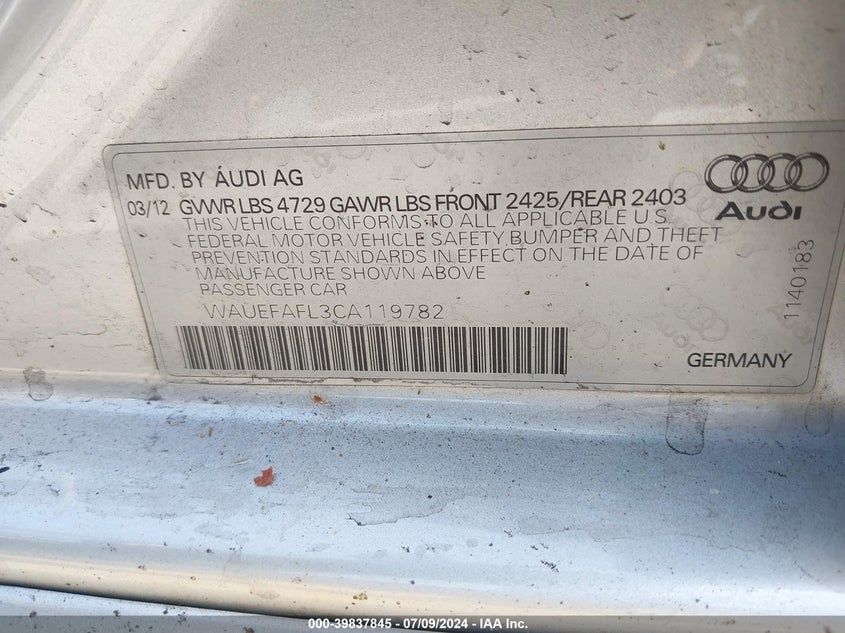 MFD. BY AUDI AG
03/12 GVWR LBS 4729 GAWR LBS FRONT 2425/REAR 2403
THIS VEHICLE CONFORMS TO ALL APPLICABLE U.S.
FEDERAL MOTOR VEHICLE SAFETY, BUMPER AND THEFT
PREVENTION STANDARDS IN EFFECT ON THE DATE OF
MANUFACTURE SHOWN ABOVE
PASSENGER CAR
WAUEFAFL3CA119782
Audi
1140183
GERMANY
000-39837845 - 07/09/2024 - IAA Inc.